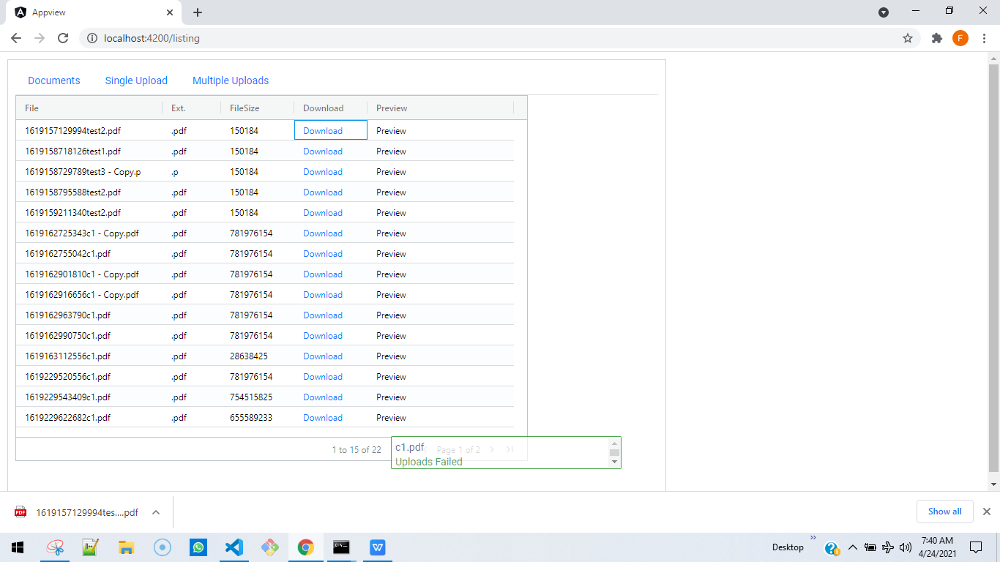 Appview
localhost:4200/listing
F
Documents Single Upload Multiple Uploads
File Ext. FileSize Download Preview
1619157129994test2.pdf .pdf 150184 Download Preview
1619158718126test1.pdf .pdf 150184 Download Preview
1619158729789test3 - Copy.p .p 150184 Download Preview
1619158795588test2.pdf .pdf 150184 Download Preview
1619159211340test2.pdf .pdf 150184 Download Preview
1619162725343c1 - Copy.pdf .pdf 781976154 Download Preview
1619162755042c1.pdf .pdf 781976154 Download Preview
1619162901810c1 - Copy.pdf .pdf 781976154 Download Preview
1619162916656c1 - Copy.pdf .pdf 781976154 Download Preview
1619162963790c1.pdf .pdf 781976154 Download Preview
1619162990750c1.pdf .pdf 781976154 Download Preview
1619163112556c1.pdf .pdf 28638425 Download Preview
1619229520556c1.pdf .pdf 781976154 Download Preview
1619229543409c1.pdf .pdf 754515825 Download Preview
1619229622682c1.pdf .pdf 655589233 Download Preview
1 to 15 of 22 Page 1 of 2
c1.pdf
Uploads Failed
PDF 1619157129994tes....pdf Show all
Desktop 7:40 AM
4/24/2021